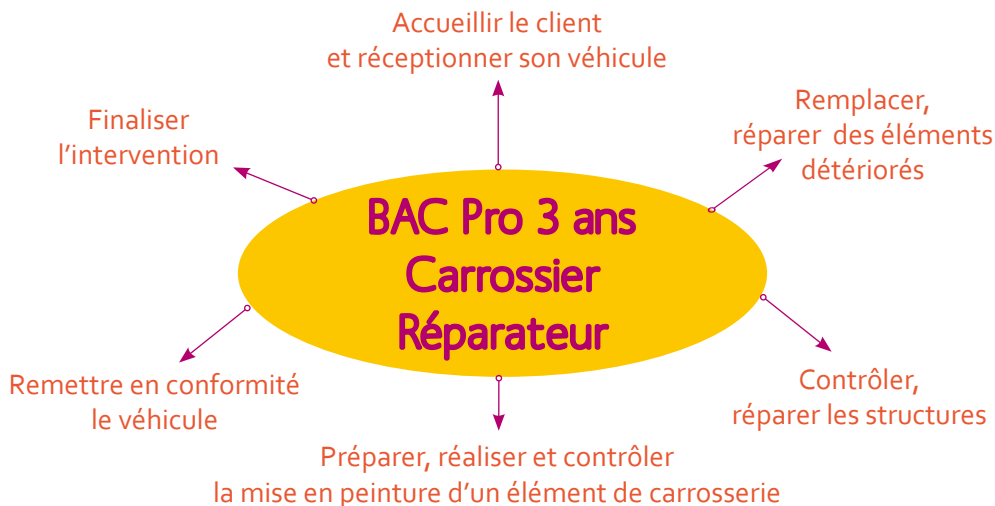 Accueillir le client
et réceptionner son véhicule
Remplacer,
réparer des éléments
détériorés
Finaliser
l'intervention
BAC Pro 3 ans
Carrossier
Réparateur
Remettre en conformité
le véhicule
Contrôler,
réparer les structures
Préparer, réaliser et contrôler
la mise en peinture d'un élément de carrosserie